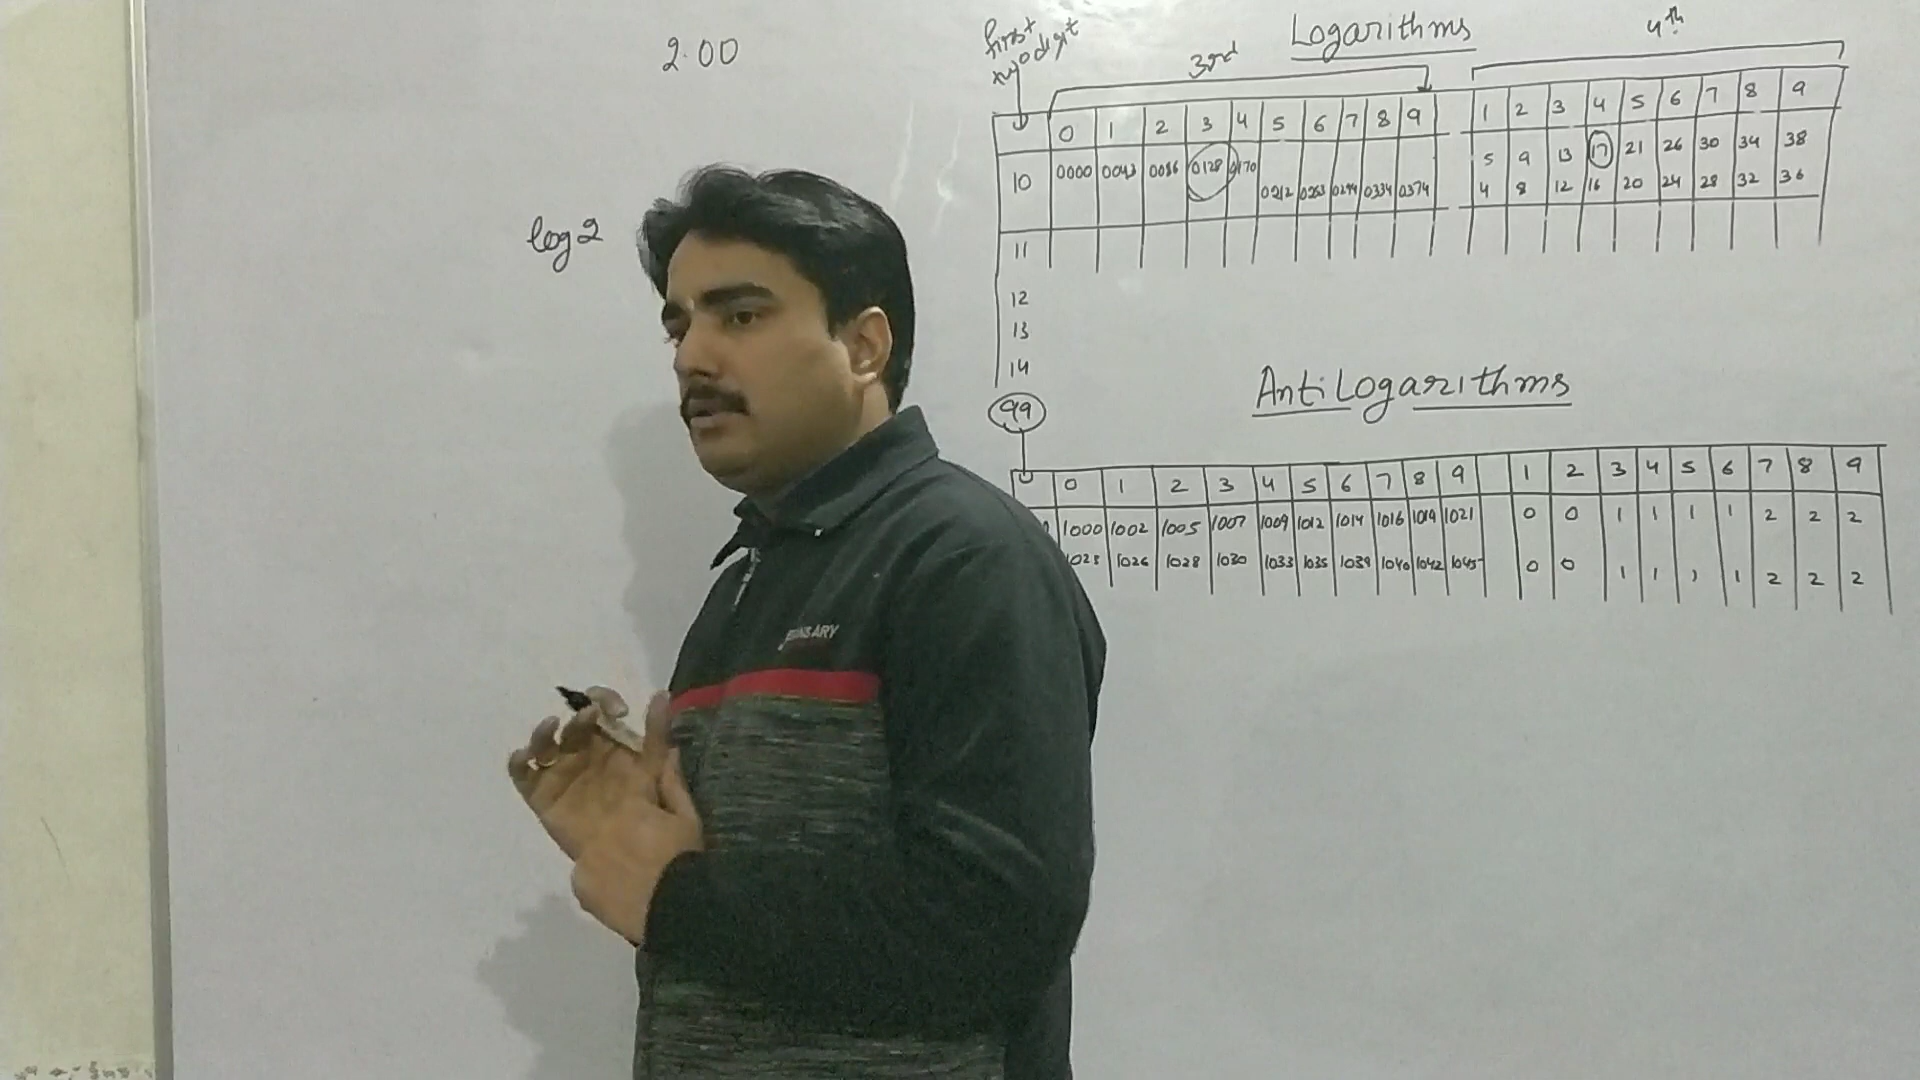 2.00
log2
first
two digit
3rd
Logarithms
4th
0 1 2 3 4 5 6 7 8 9 1 2 3 4 5 6 7 8 9
10 0000 0043 0086 0128 0170 5 9 13 17 21 26 30 34 38
0212 0253 0294 0334 0374 4 8 12 16 20 24 28 32 36
11
12
13
14
99
AntiLogarithms
0 1 2 3 4 5 6 7 8 9 1 2 3 4 5 6 7 8 9
1000 1002 1005 1007 1009 1012 1014 1016 1019 1021 0 0 1 1 1 1 2 2 2
1023 1026 1028 1030 1033 1035 1038 1040 1042 1045 0 0 1 1 1 1 2 2 2